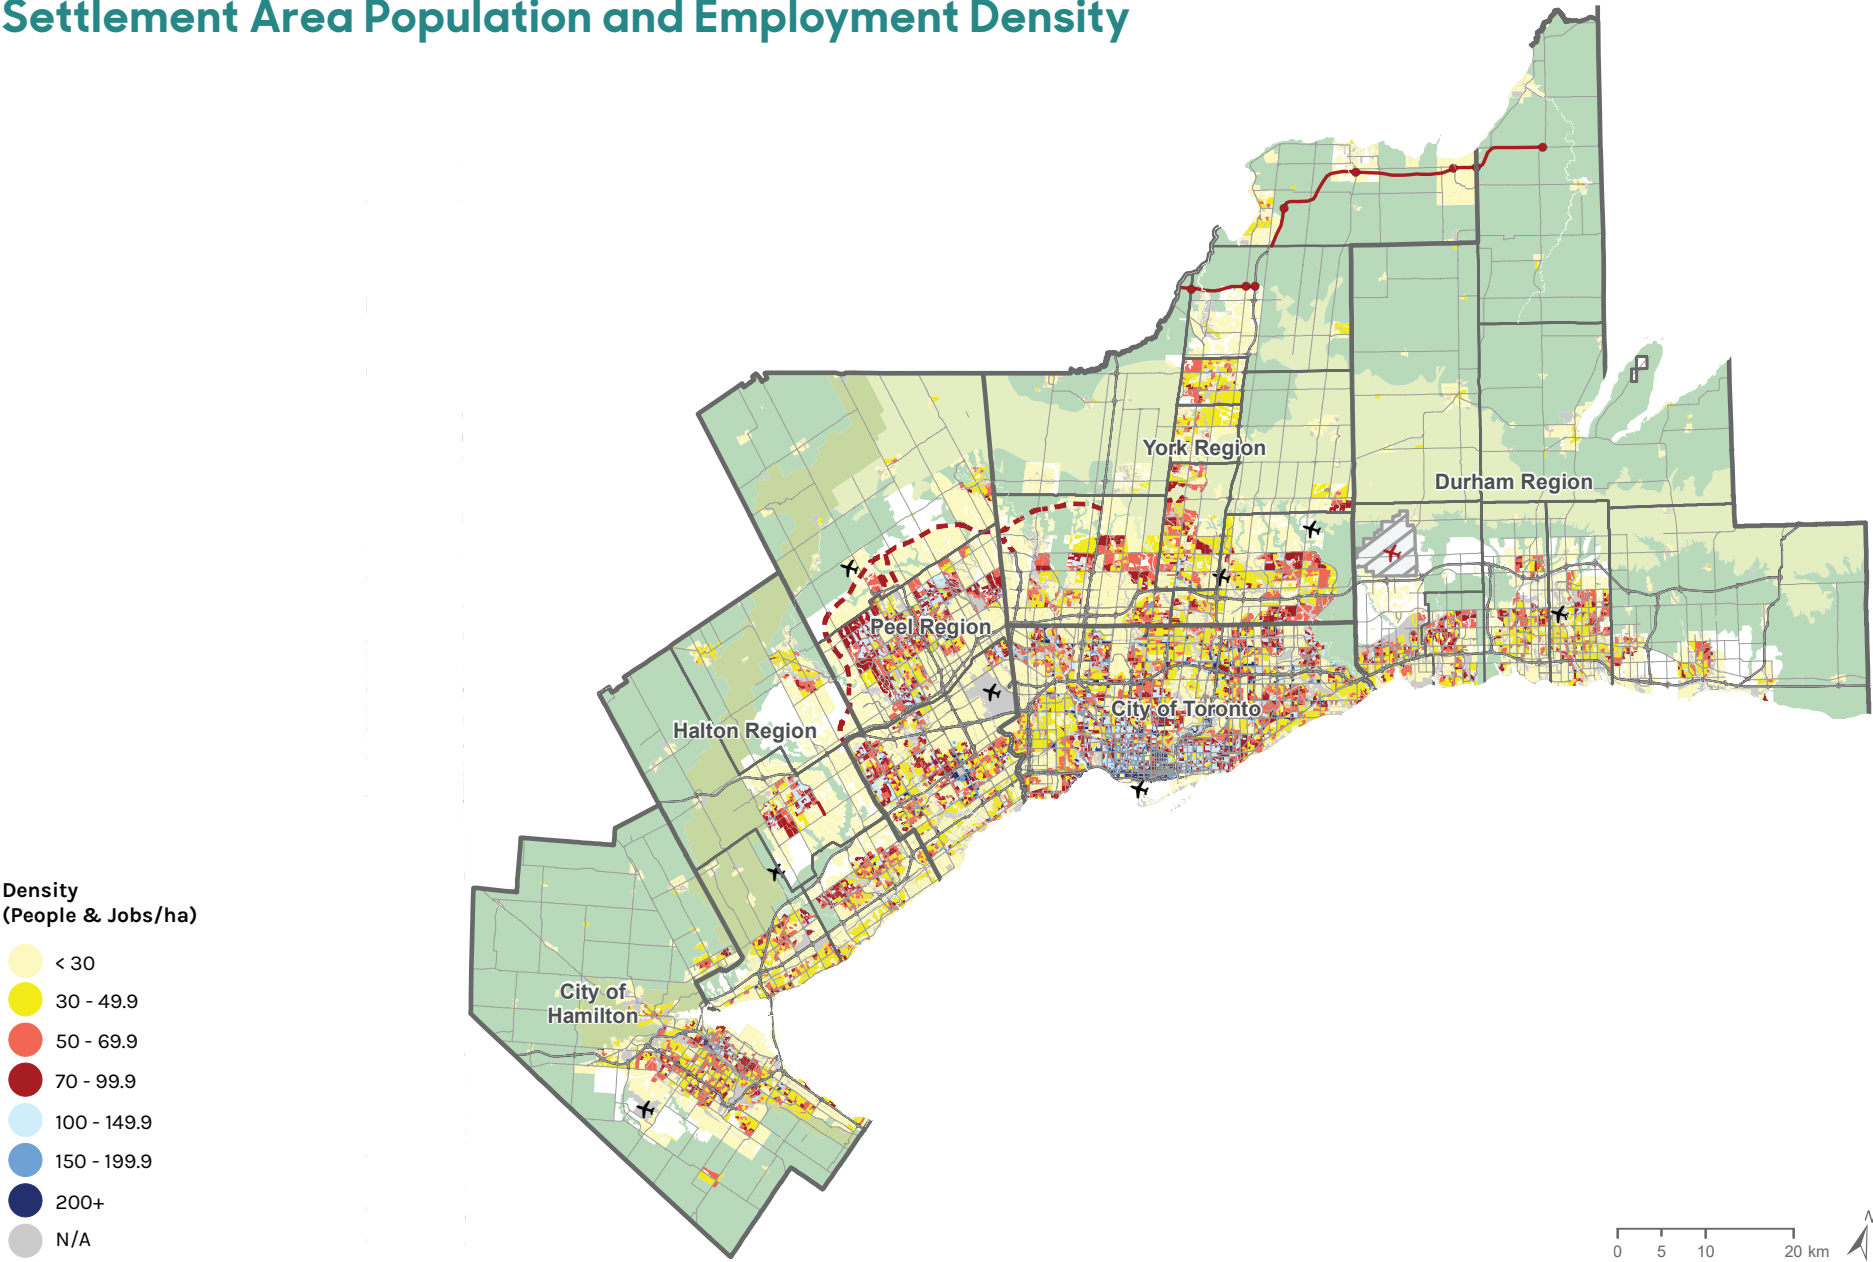 Settlement Area Population and Employment Density
York Region
Durham Region
Peel Region
City of Toronto
Halton Region
City of
Hamilton
Density
(People & Jobs/ha)
< 30
30 - 49.9
50 - 69.9
70 - 99.9
100 - 149.9
150 - 199.9
200+
N/A
0 5 10 20 km
N